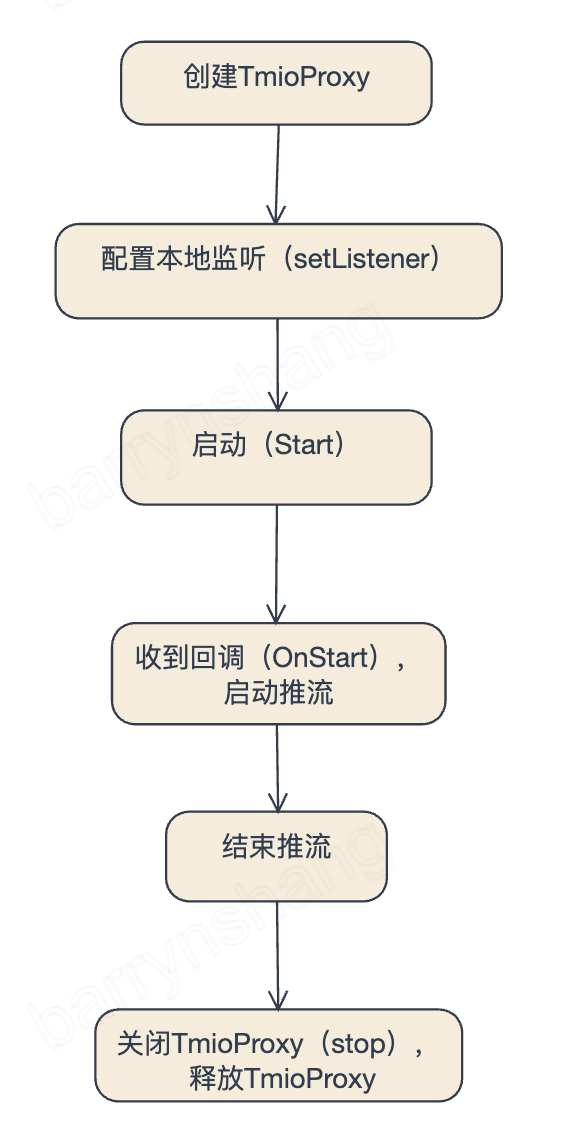 创建TmioProxy
配置本地监听（setListener）
启动（Start）
收到回调（OnStart），
启动推流
结束推流
关闭TmioProxy（stop），
释放TmioProxy
barrynshang
barrynshang